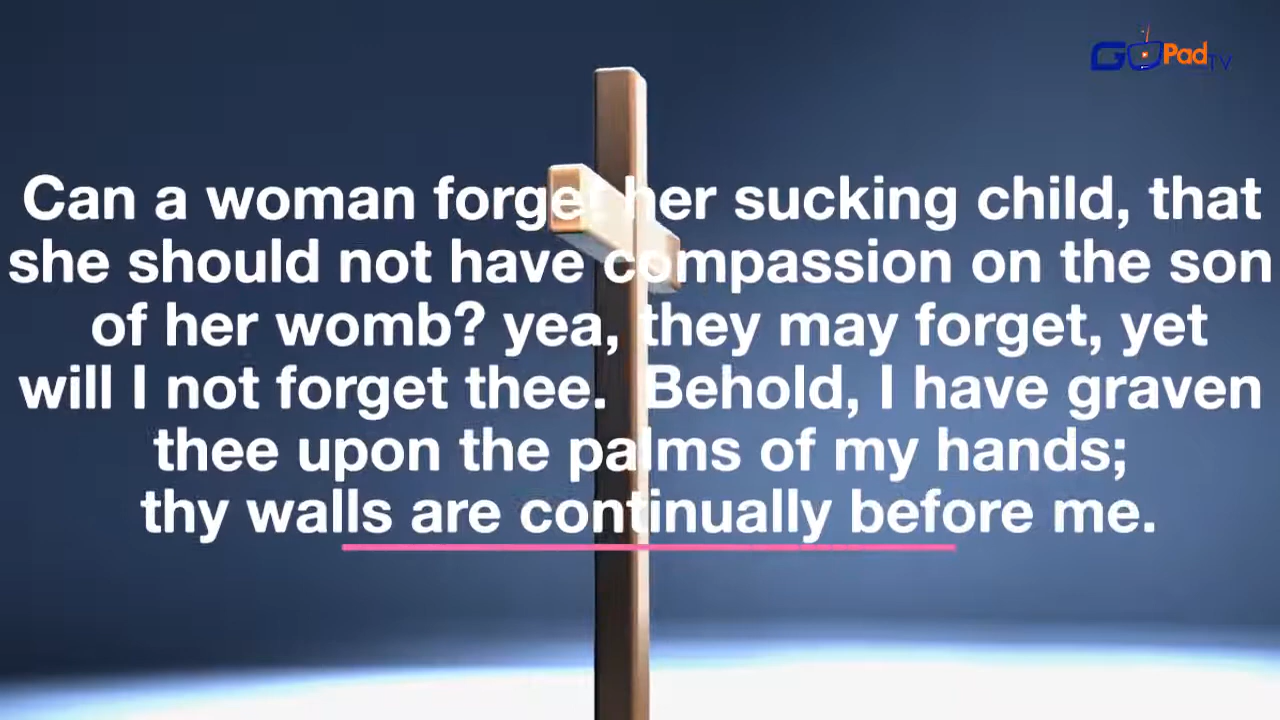 GOPad TV
Can a woman forget her sucking child, that
she should not have compassion on the son
of her womb? yea, they may forget, yet
will I not forget thee.  Behold, I have graven
thee upon the palms of my hands;
thy walls are continually before me.